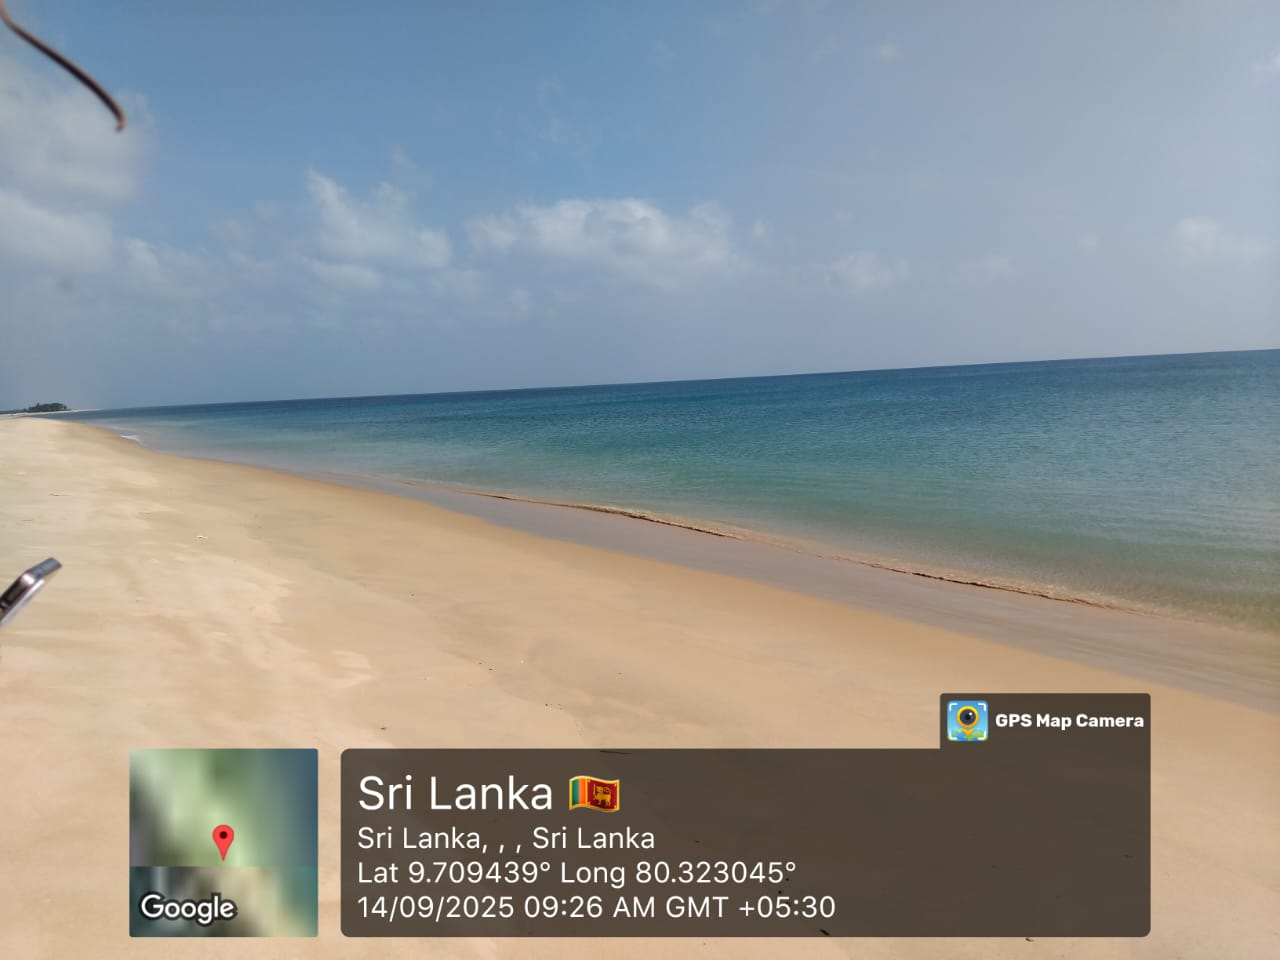 GPS Map Camera
Sri Lanka 🇱🇰
Sri Lanka, , , Sri Lanka
Lat 9.709439° Long 80.323045°
14/09/2025 09:26 AM GMT +05:30
Google